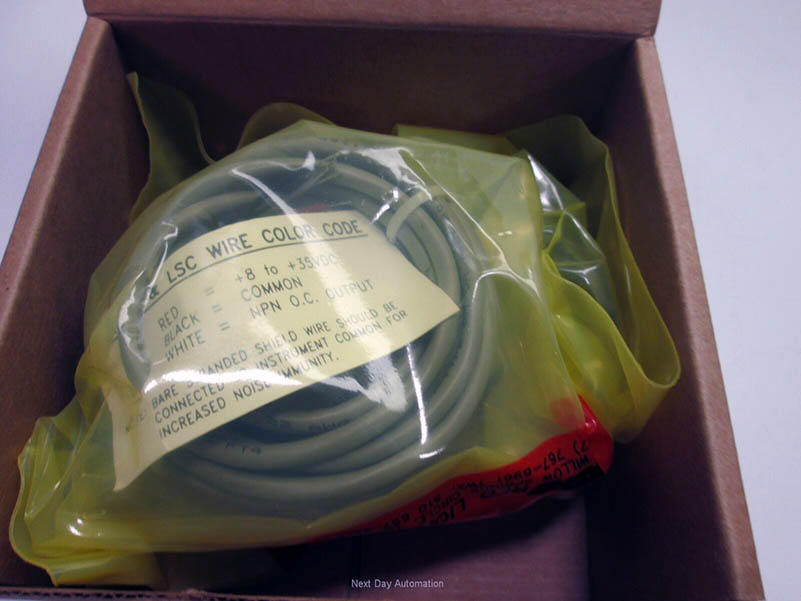 & LSC WIRE COLOR CODE
RED = +8 to +35VDC
BLACK = COMMON
WHITE = NPN O.C. OUTPUT
BARE STRANDED SHIELD WIRE SHOULD BE
CONNECTED INSTRUMENT COMMON FOR
INCREASED NOISE IMMUNITY.
WILLOW
Next Day Automation